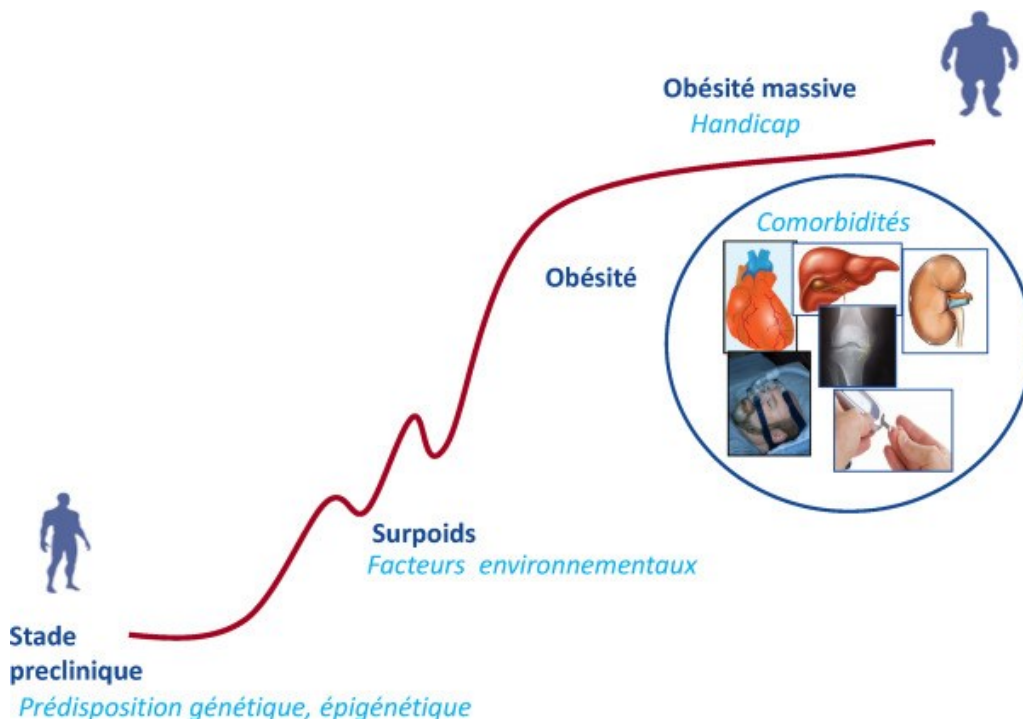 Obésité massive
Handicap
Comorbidités
Obésité
Surpoids
Facteurs environnementaux
Stade
preclinique
Prédisposition génétique, épigénétique